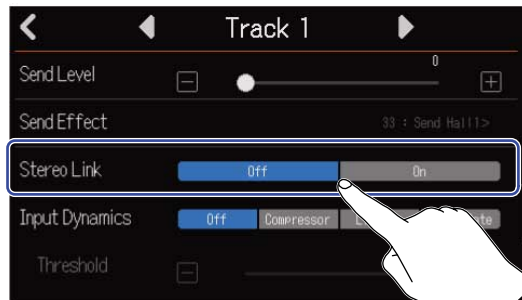 Track 1
0
Send Level
Send Effect 33 : Send Hall1>
Stereo Link Off On
Input Dynamics Off Compressor
Threshold